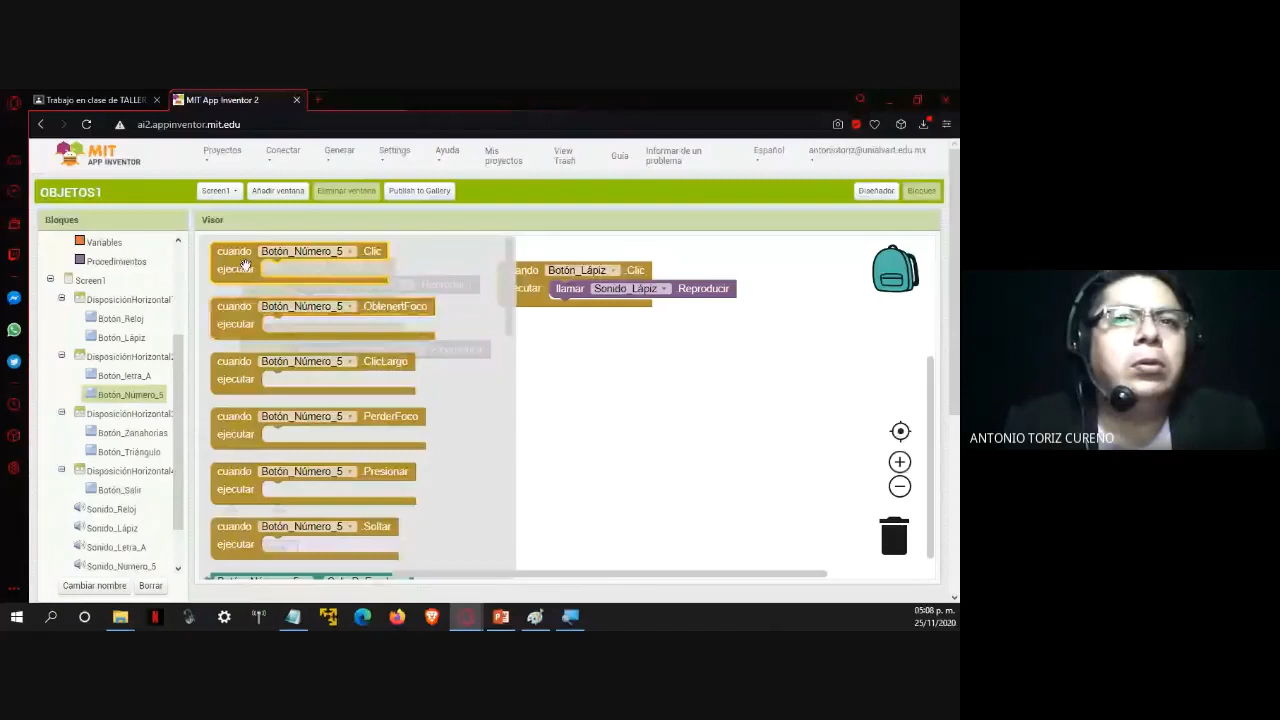 Trabajo en clase de TALLER
MIT App Inventor 2
ai2.appinventor.mit.edu
MIT
APP INVENTOR
Proyectos
Conectar
Generar
Settings
Ayuda
Mis proyectos
View Trash
Guía
Informar de un problema
Español
antoniotoriz@univalvart.edu.mx
OBJETOS1
Screen1
Añadir ventana
Eliminar ventana
Publish to Gallery
Diseñador
Bloques
Bloques
Visor
Variables
Procedimientos
Screen1
DisposiciónHorizontal1
Botón_Reloj
Botón_Lápiz
DisposiciónHorizontal2
Botón_letra_A
Botón_Número_5
DisposiciónHorizontal3
Botón_Zanahorias
Botón_Triángulo
DisposiciónHorizontal4
Botón_Salir
Sonido_Reloj
Sonido_Lápiz
Sonido_Letra_A
Sonido_Numero_5
Cambiar nombre
Borrar
cuando Botón_Número_5 .Clic
ejecutar
cuando Botón_Número_5 .ObtenertFoco
ejecutar
cuando Botón_Número_5 .ClicLargo
ejecutar
cuando Botón_Número_5 .PerderFoco
ejecutar
cuando Botón_Número_5 .Presionar
ejecutar
cuando Botón_Número_5 .Soltar
ejecutar
ando Botón_Lápiz .Clic
ecutar llamar Sonido_Lápiz .Reproducir
ANTONIO TORIZ CUREÑO
05:08 p. m.
25/11/2020